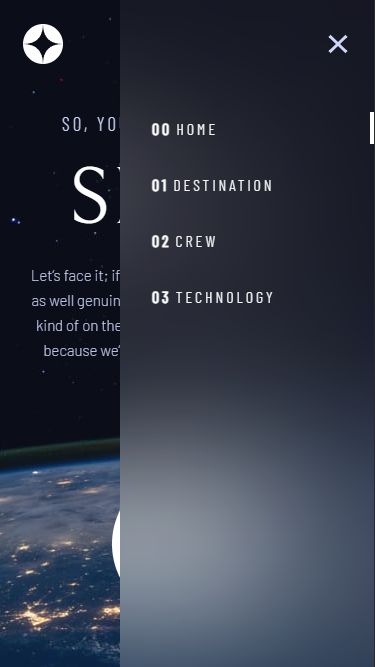 SO, YO
S
00 HOME
01 DESTINATION
02 CREW
03 TECHNOLOGY
Let's face it; if
as well genuin
kind of on the
because we'